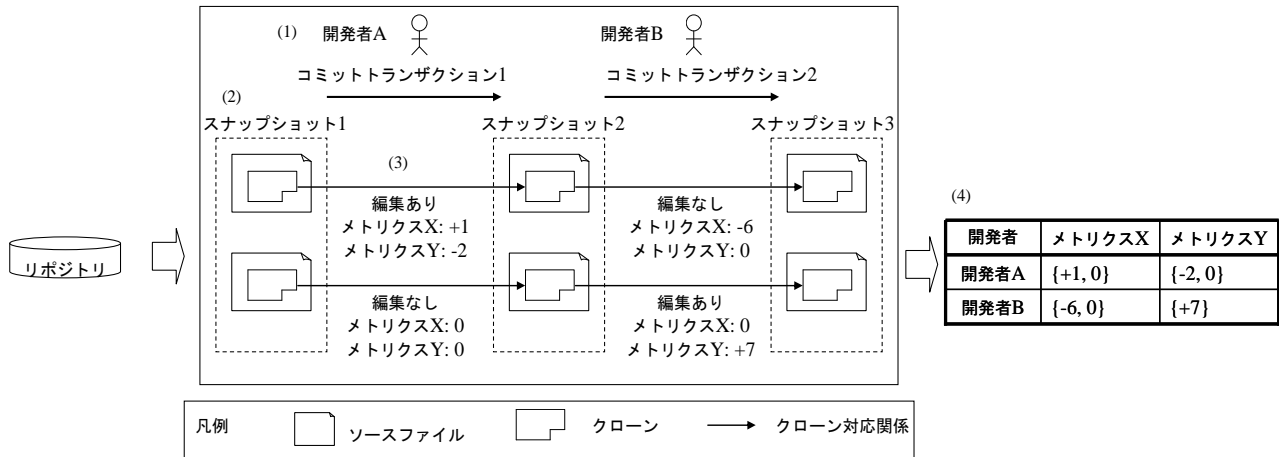 (1) 開発者A 開発者B
コミットトランザクション1 コミットトランザクション2
(2)
スナップショット1 スナップショット2 スナップショット3
(3)
編集あり
メトリクスX: +1
メトリクスY: -2
編集なし
メトリクスX: -6
メトリクスY: 0
編集なし
メトリクスX: 0
メトリクスY: 0
編集あり
メトリクスX: 0
メトリクスY: +7
リポジトリ
(4)
開発者 メトリクスX メトリクスY
開発者A {+1, 0} {-2, 0}
開発者B {-6, 0} {+7}
凡例 ソースファイル クローン クローン対応関係